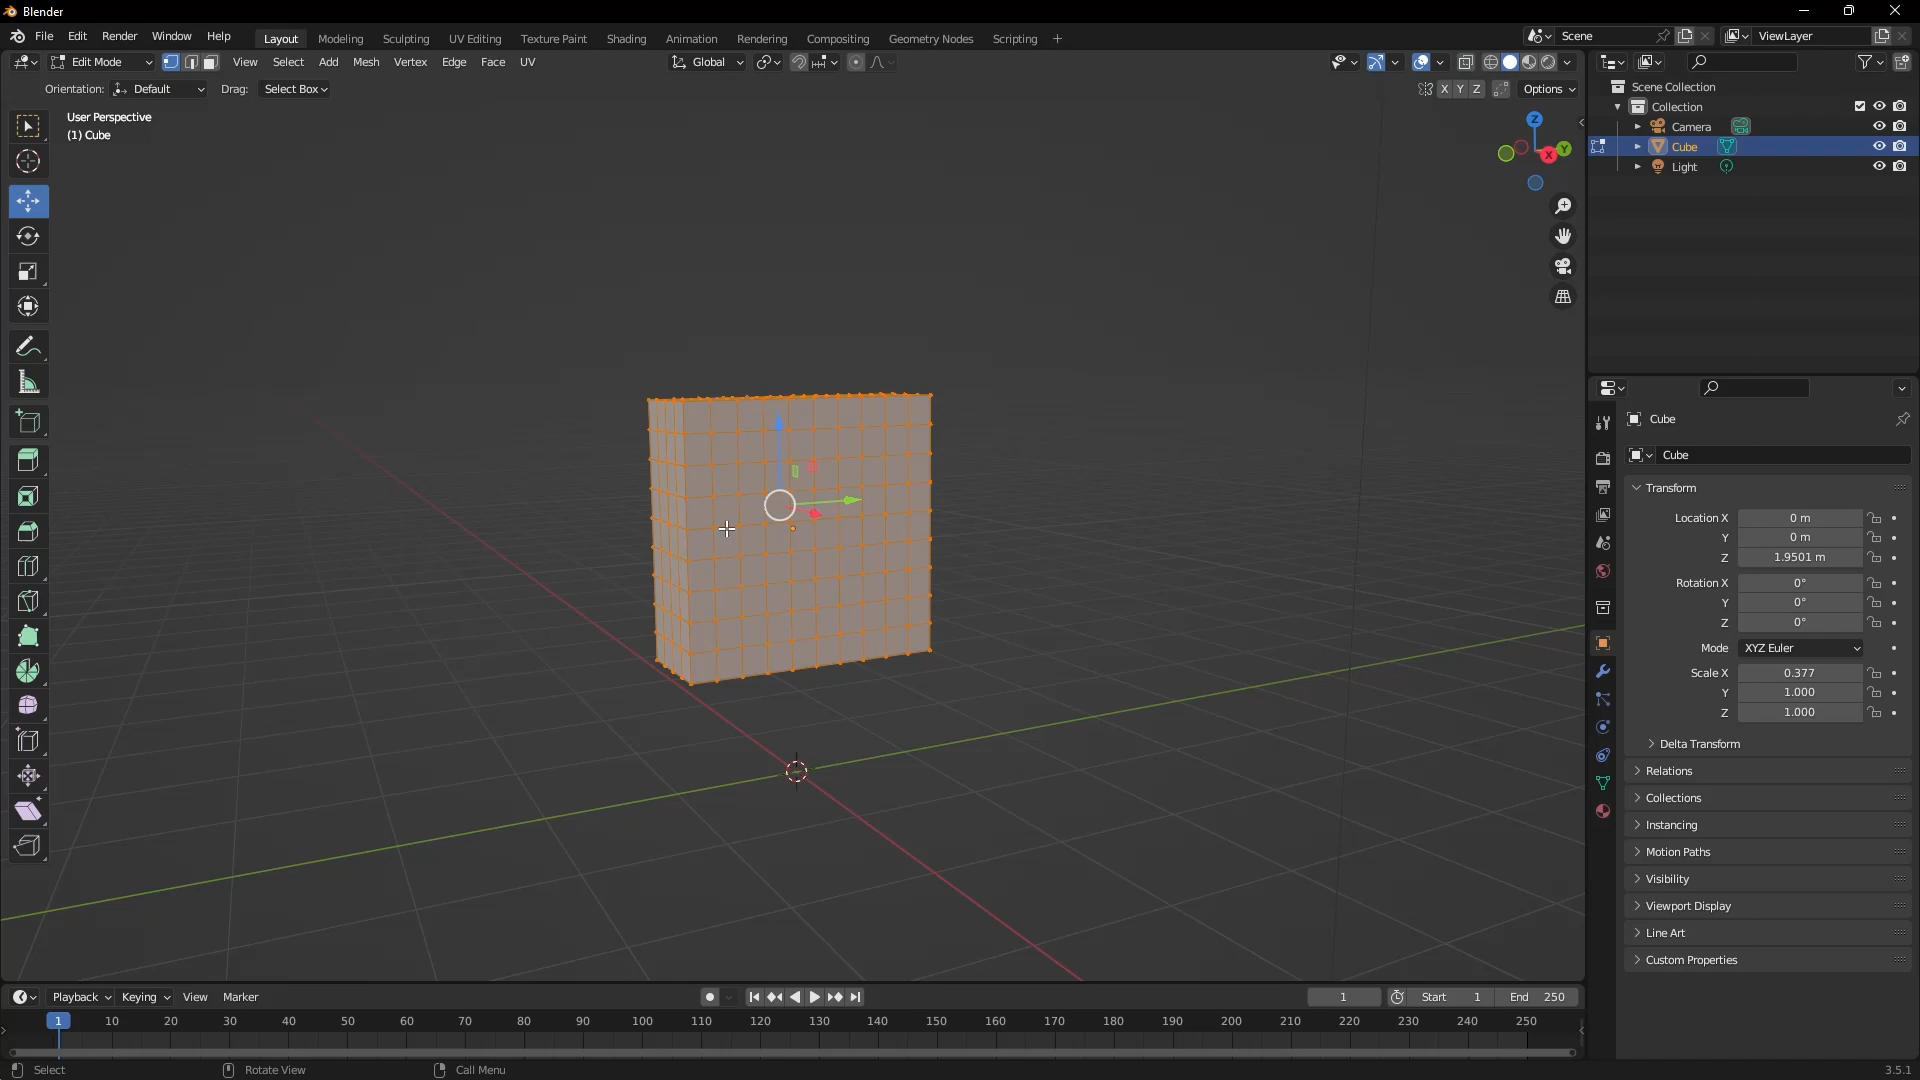 Blender
File Edit Render Window Help Layout Modeling Sculpting UV Editing Texture Paint Shading Animation Rendering Compositing Geometry Nodes Scripting + Scene ViewLayer
Edit Mode View Select Add Mesh Vertex Edge Face UV Global
Orientation: Default Drag: Select Box X Y Z Options
User Perspective
(1) Cube
Z
Y
X
Scene Collection
Collection
Camera
Cube
Light
Cube
Cube
Transform
Location X 0 m
Y 0 m
Z 1.9501 m
Rotation X 0°
Y 0°
Z 0°
Mode XYZ Euler
Scale X 0.377
Y 1.000
Z 1.000
Delta Transform
Relations
Collections
Instancing
Motion Paths
Visibility
Viewport Display
Line Art
Custom Properties
Playback Keying View Marker 1 Start 1 End 250
1 10 20 30 40 50 60 70 80 90 100 110 120 130 140 150 160 170 180 190 200 210 220 230 240 250
Select Rotate View Call Menu 3.5.1